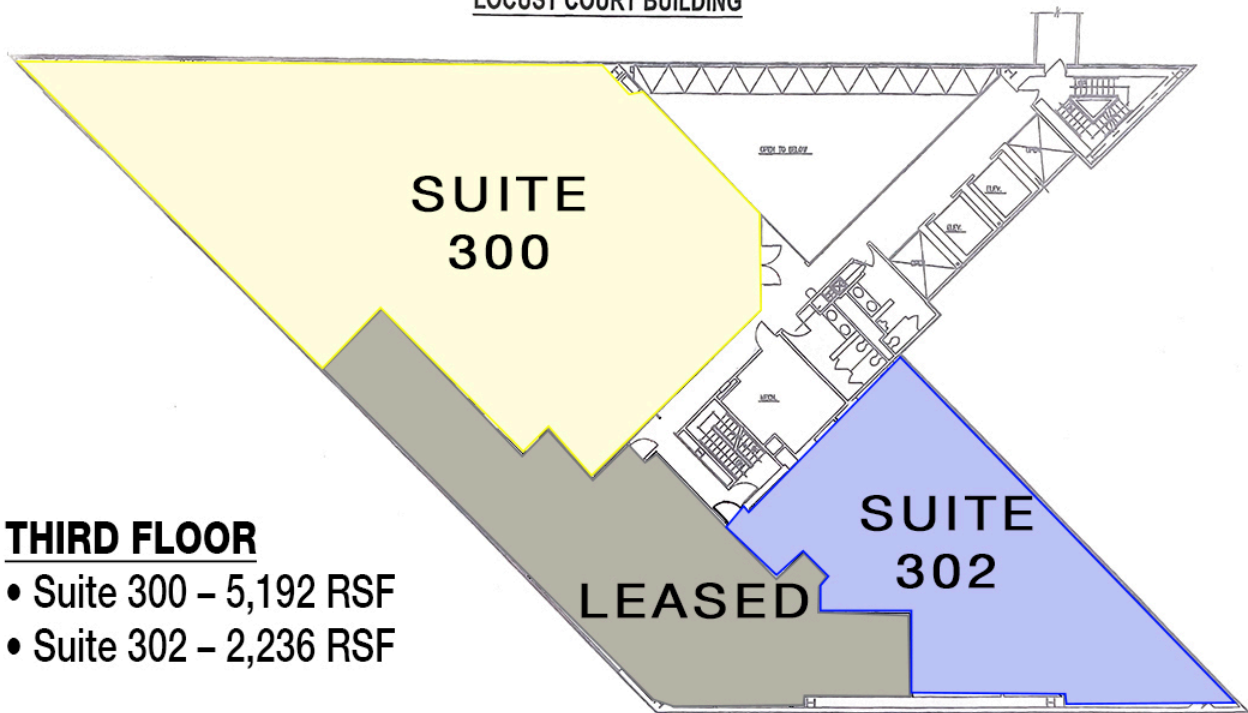 LOCUST COURT BUILDING
OPEN TO BELOW
ELEV.
ELEV.
SUITE
300
MECH.
SUITE
302
LEASED
THIRD FLOOR
• Suite 300 – 5,192 RSF
• Suite 302 – 2,236 RSF